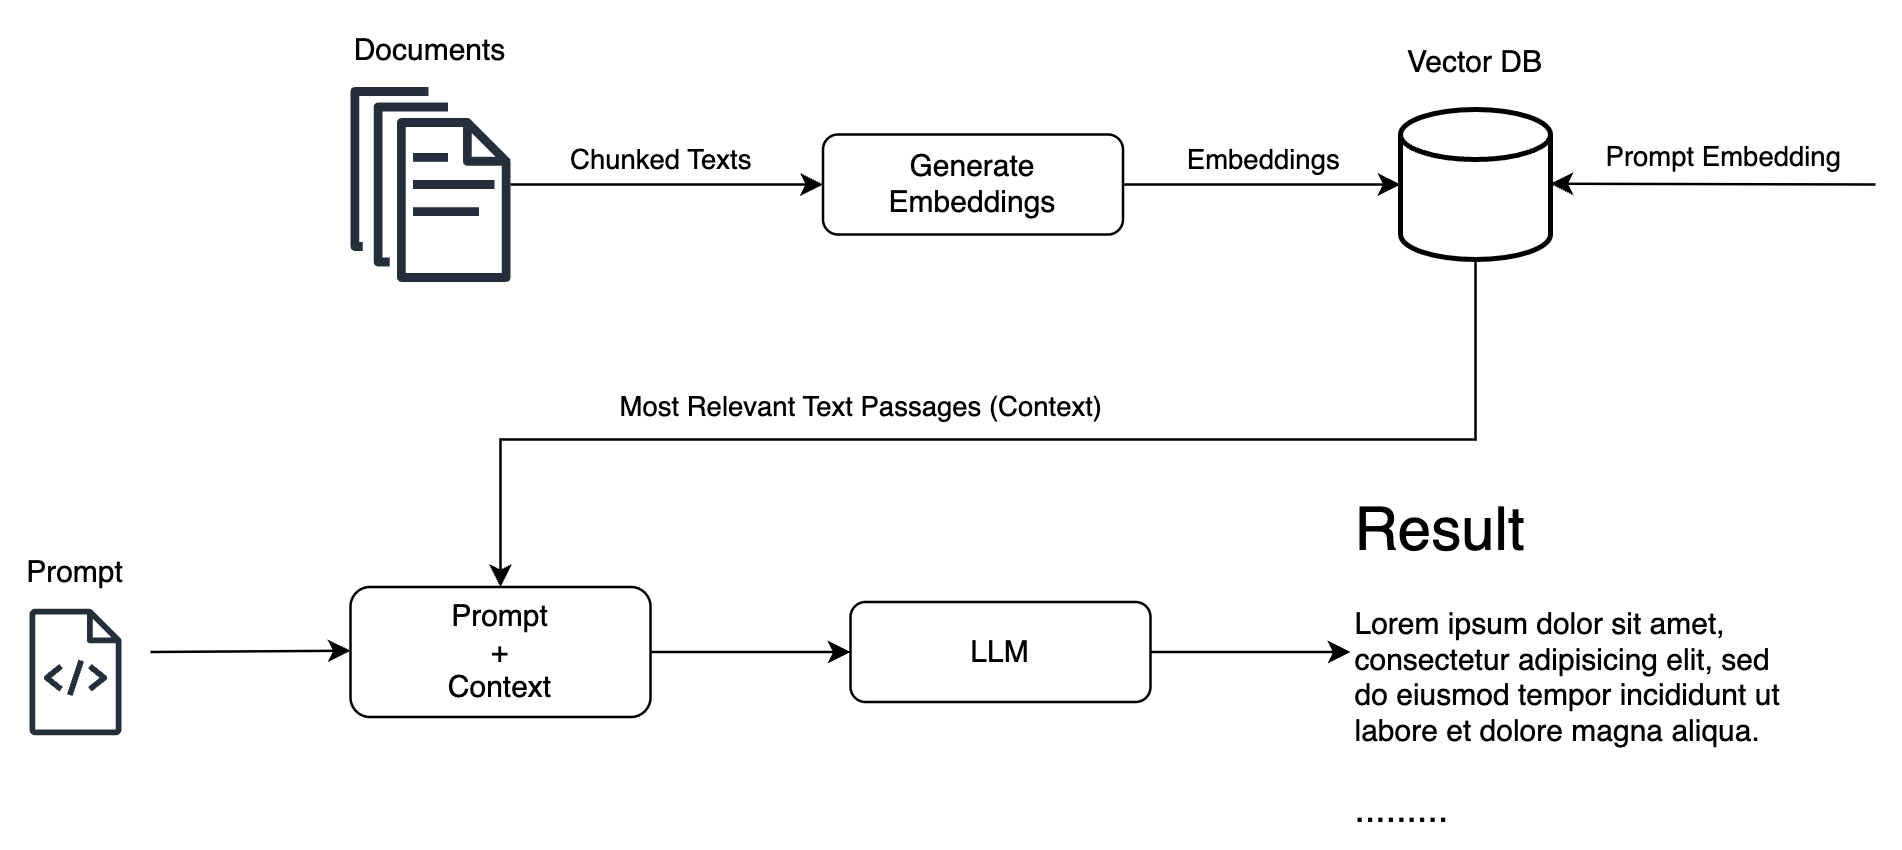 Documents
Vector DB
Chunked Texts
Generate
Embeddings
Embeddings
Prompt Embedding
Most Relevant Text Passages (Context)
Prompt
</>
Prompt
+
Context
LLM
Result
Lorem ipsum dolor sit amet,
consectetur adipisicing elit, sed
do eiusmod tempor incididunt ut
labore et dolore magna aliqua.
.........